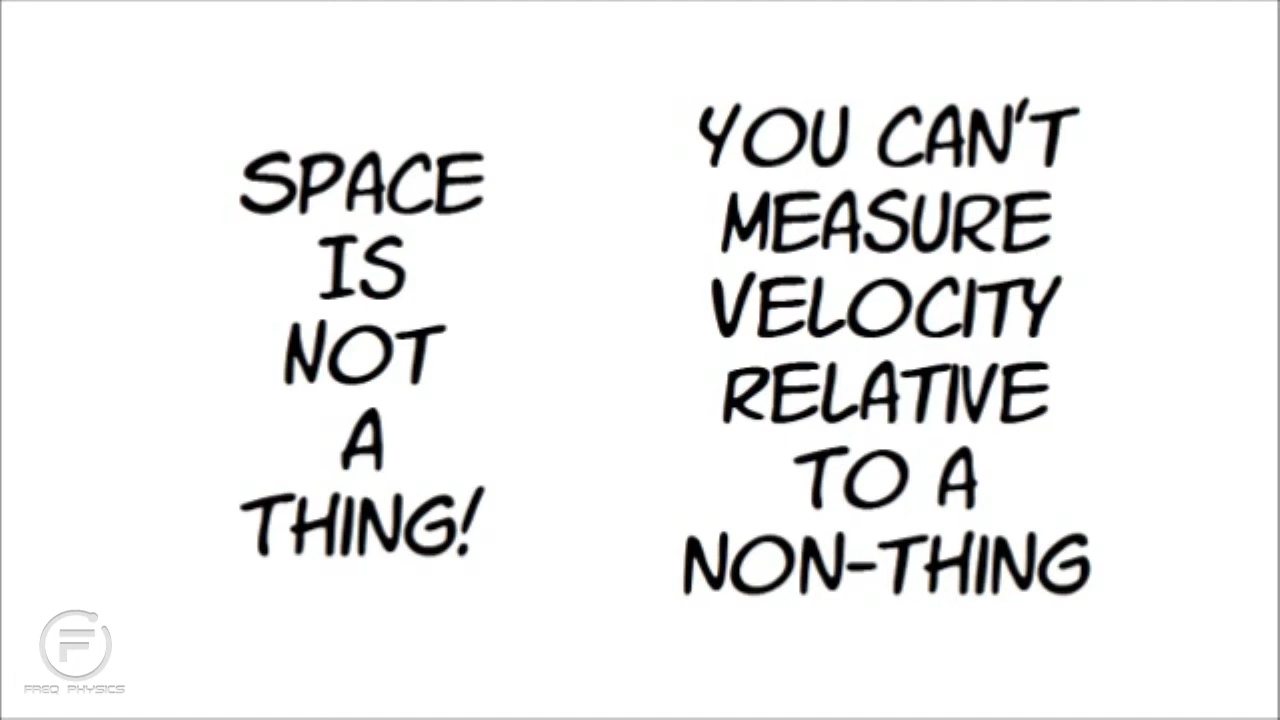 SPACE
IS
NOT
A
THING!
YOU CAN'T
MEASURE
VELOCITY
RELATIVE
TO A
NON-THING
FREQ PHYSICS